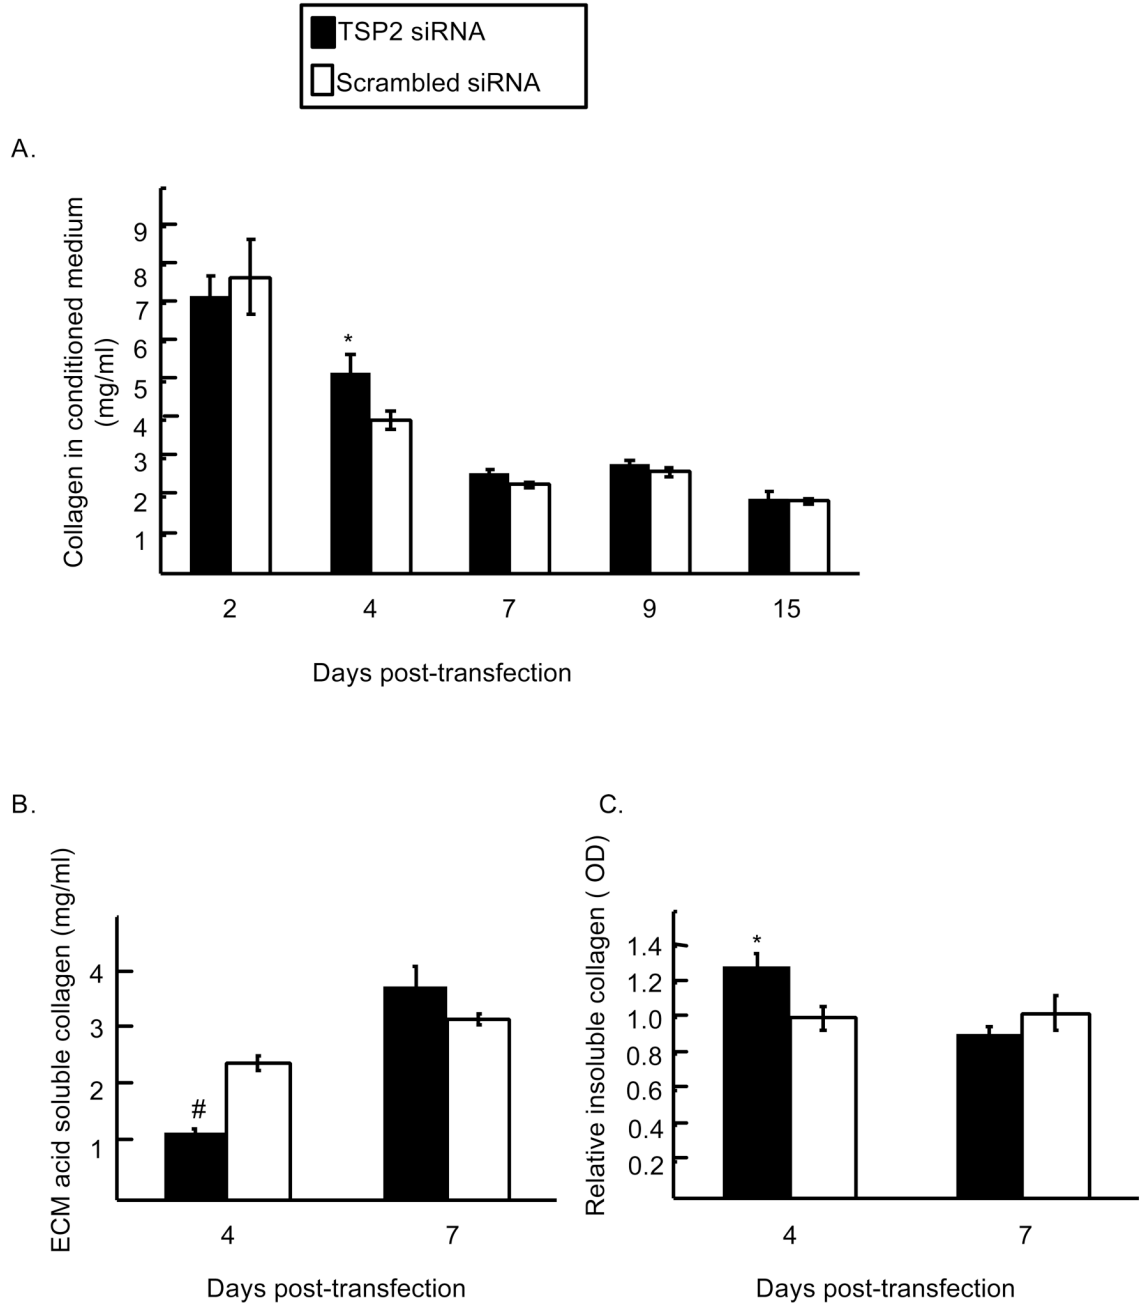 TSP2 siRNA
Scrambled siRNA
A.
Collagen in conditioned medium
(mg/ml)
9
8
7
6
5
4
3
2
1
*
2 4 7 9 15
Days post-transfection
B.
ECM acid soluble collagen (mg/ml)
4
3
2
1
#
4 7
Days post-transfection
C.
Relative insoluble collagen ( OD)
1.4
1.2
1.0
0.8
0.6
0.4
0.2
*
4 7
Days post-transfection